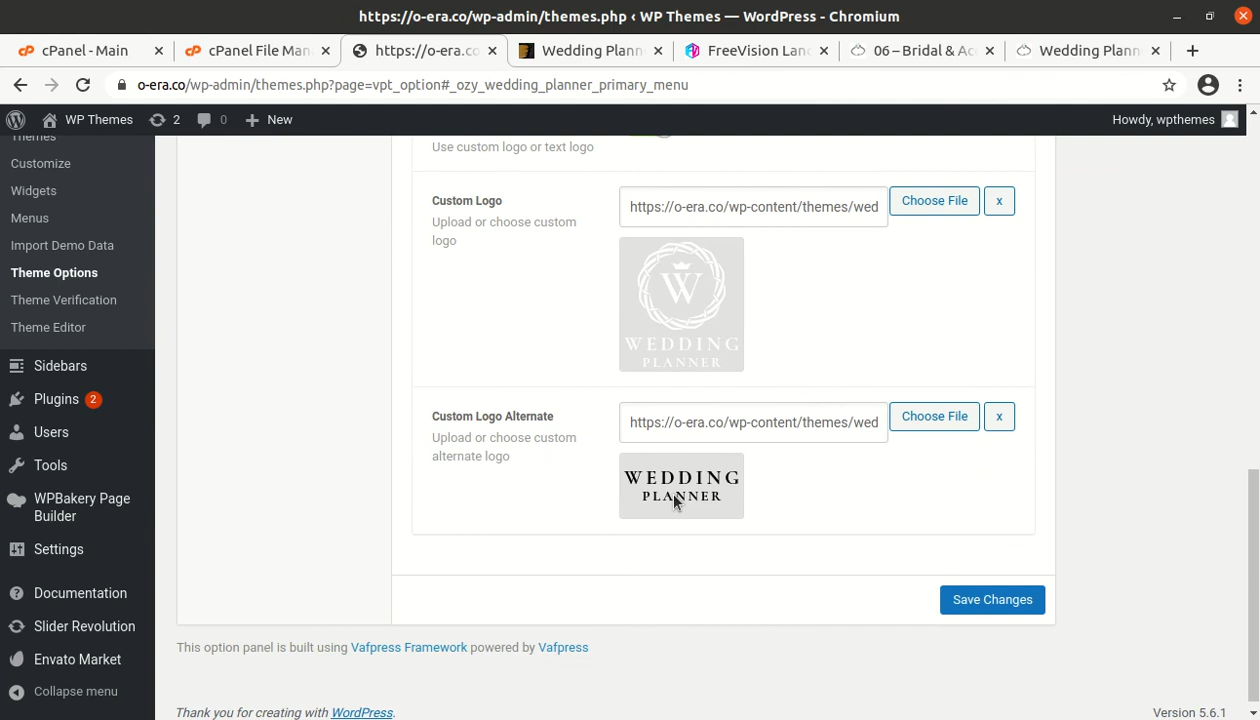 https://o-era.co/wp-admin/themes.php ‹ WP Themes — WordPress - Chromium
cPanel - Main
cPanel File Man
https://o-era.co
Wedding Plann
FreeVision Lan
06 – Bridal & Ac
Wedding Plann
o-era.co/wp-admin/themes.php?page=vpt_option#_ozy_wedding_planner_primary_menu
WP Themes
2
0
New
Howdy, wpthemes
Themes
Customize
Widgets
Menus
Import Demo Data
Theme Options
Theme Verification
Theme Editor
Sidebars
Plugins 2
Users
Tools
WPBakery Page
Builder
Settings
Documentation
Slider Revolution
Envato Market
Collapse menu
Use custom logo or text logo
Custom Logo
Upload or choose custom
logo
https://o-era.co/wp-content/themes/wed
Choose File
x
W
WEDDING
PLANNER
Custom Logo Alternate
Upload or choose custom
alternate logo
https://o-era.co/wp-content/themes/wed
Choose File
x
WEDDING
PLANNER
Save Changes
This option panel is built using Vafpress Framework powered by Vafpress
Thank you for creating with WordPress.
Version 5.6.1